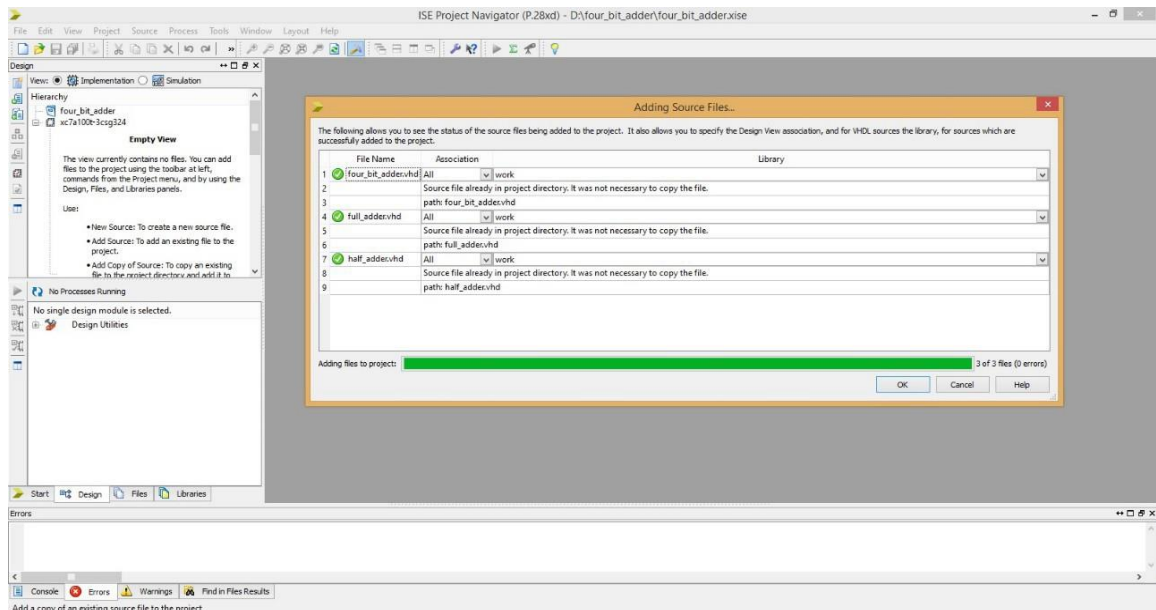 ISE Project Navigator (P.28xd) - D:\four_bit_adder\four_bit_adder.xise
File Edit View Project Source Process Tools Window Layout Help
Design
View: Implementation Simulation
Hierarchy
four_bit_adder
xc7a100t-3csg324
Empty View
The view currently contains no files. You can add
files to the project using the toolbar at left,
commands from the Project menu, and by using the
Design, Files, and Libraries panels.
Use:
• New Source: To create a new source file.
• Add Source: To add an existing file to the
project.
• Add Copy of Source: To copy an existing
file to the project directory and add it to
No Processes Running
No single design module is selected.
Design Utilities
Start Design Files Libraries
Adding Source Files...
The following allows you to see the status of the source files being added to the project. It also allows you to specify the Design View association, and for VHDL sources the library, for sources which are
successfully added to the project.
File Name Association Library
1 four_bit_adder.vhd All work
2 Source file already in project directory. It was not necessary to copy the file.
3 path: four_bit_adder.vhd
4 full_adder.vhd All work
5 Source file already in project directory. It was not necessary to copy the file.
6 path: full_adder.vhd
7 half_adder.vhd All work
8 Source file already in project directory. It was not necessary to copy the file.
9 path: half_adder.vhd
Adding files to project: 3 of 3 files (0 errors)
OK Cancel Help
Errors
Console Errors Warnings Find in Files Results
Add a copy of an existing source file to the project